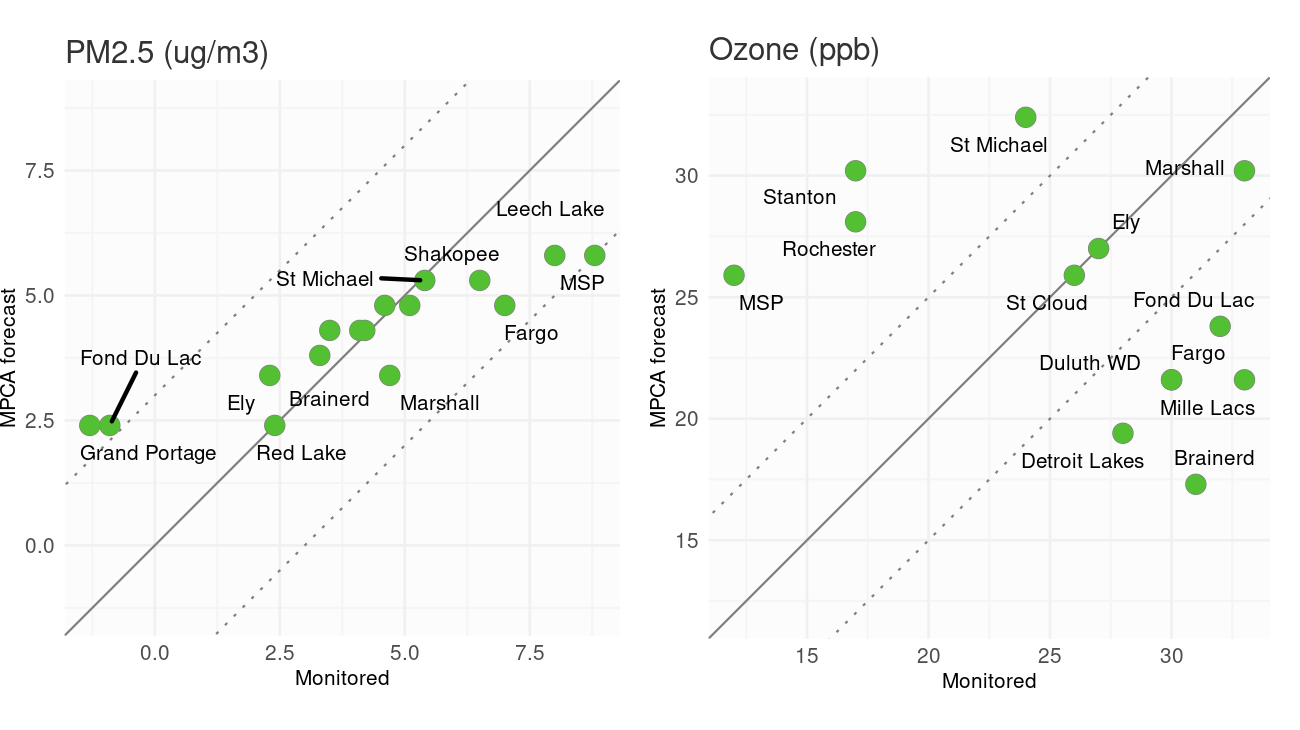 PM2.5 (ug/m3)
7.5
5.0
2.5
0.0
MPCA forecast
Leech Lake
Shakopee
St Michael
MSP
Fargo
Fond Du Lac
Ely
Brainerd
Marshall
Grand Portage
Red Lake
0.0
2.5
5.0
7.5
Monitored
Ozone (ppb)
30
25
20
15
MPCA forecast
St Michael
Marshall
Stanton
Ely
Rochester
MSP
St Cloud
Fond Du Lac
Fargo
Duluth WD
Mille Lacs
Detroit Lakes
Brainerd
15
20
25
30
Monitored